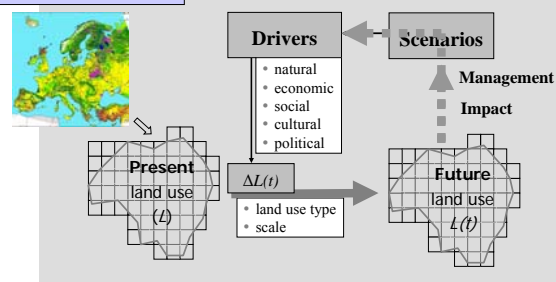 Drivers
• natural
• economic
• social
• cultural
• political
Scenarios
Management
Impact
Present
land use
(L)
ΔL(t)
• land use type
• scale
Future
land use
L(t)